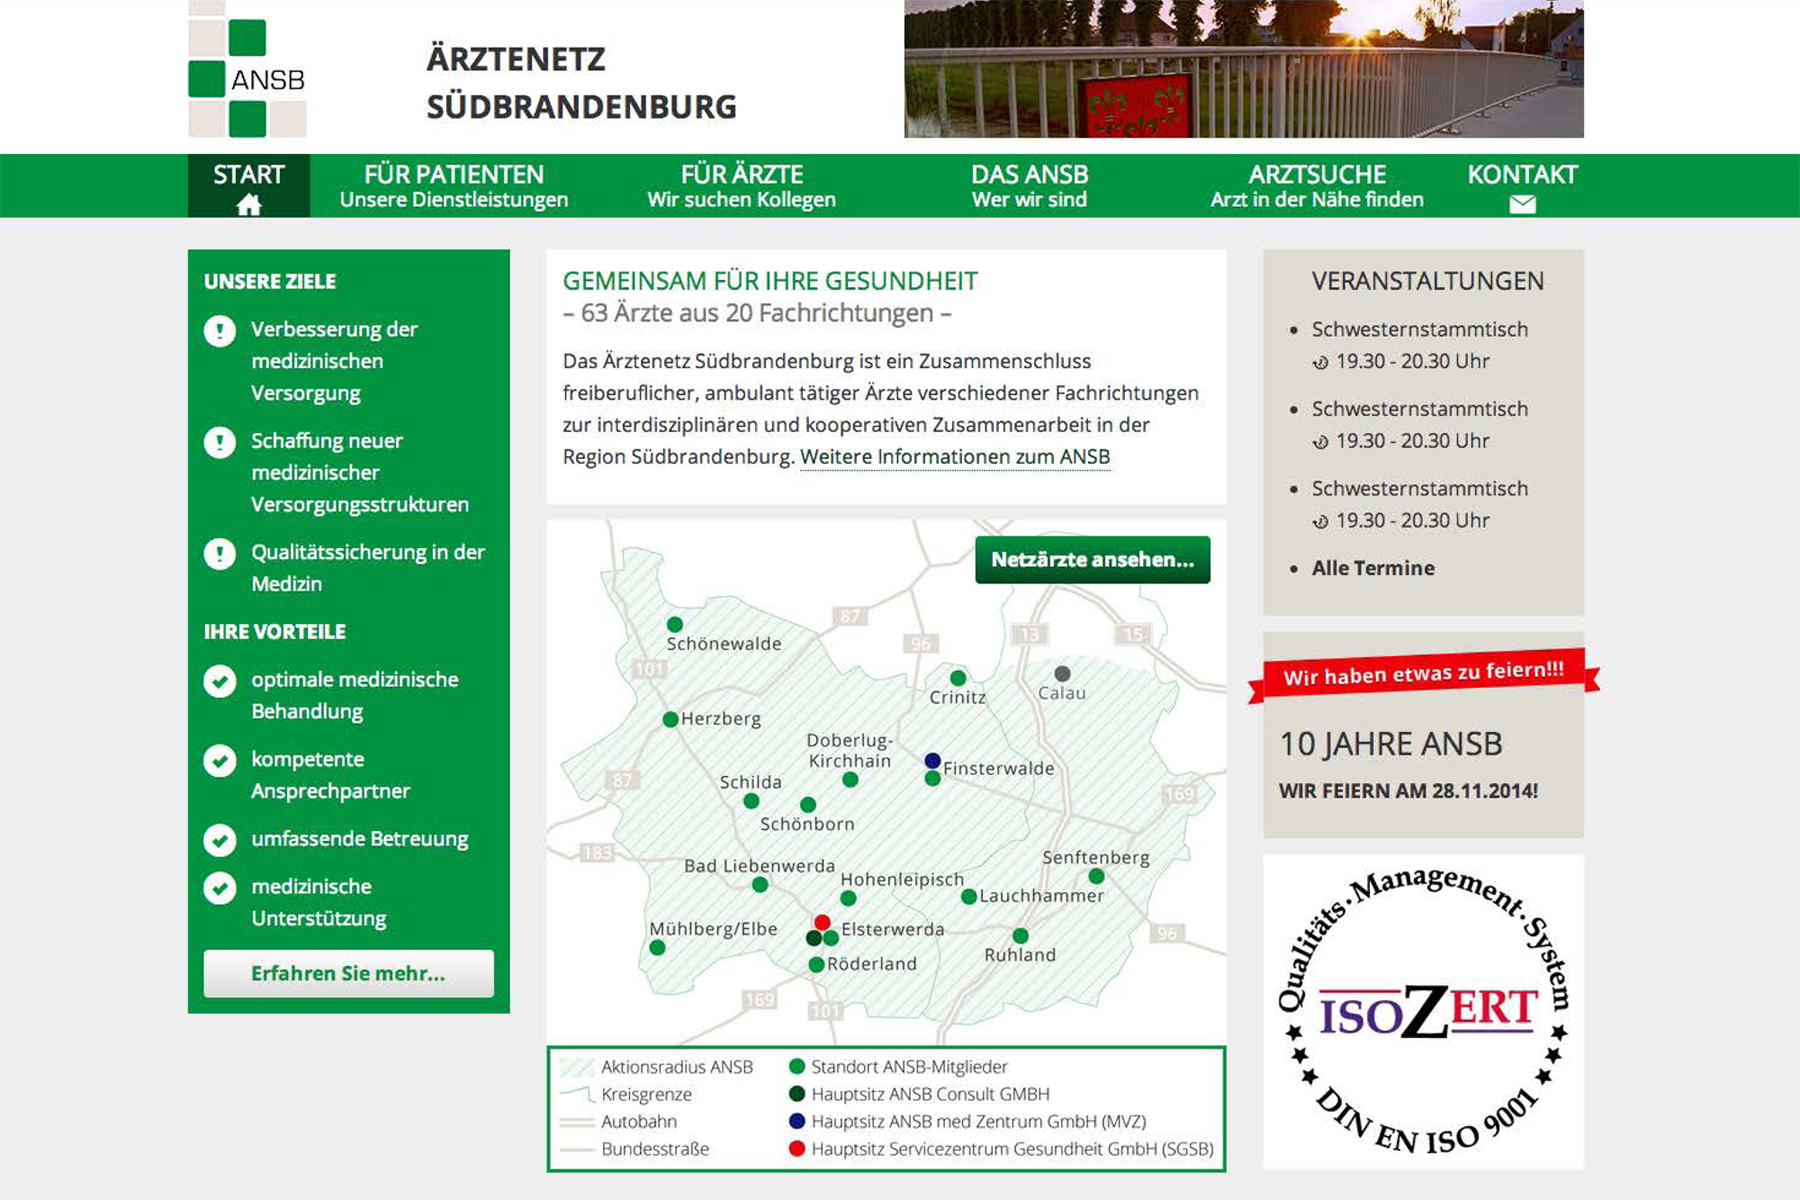 ANSB
ÄRZTENETZ
SÜDBRANDENBURG
START
FÜR PATIENTEN
Unsere Dienstleistungen
FÜR ÄRZTE
Wir suchen Kollegen
DAS ANSB
Wer wir sind
ARZTSUCHE
Arzt in der Nähe finden
KONTAKT
UNSERE ZIELE
Verbesserung der
medizinischen
Versorgung
Schaffung neuer
medizinischer
Versorgungsstrukturen
Qualitätssicherung in der
Medizin
IHRE VORTEILE
optimale medizinische
Behandlung
kompetente
Ansprechpartner
umfassende Betreuung
medizinische
Unterstützung
Erfahren Sie mehr...
GEMEINSAM FÜR IHRE GESUNDHEIT
– 63 Ärzte aus 20 Fachrichtungen –
Das Ärztenetz Südbrandenburg ist ein Zusammenschluss
freiberuflicher, ambulant tätiger Ärzte verschiedener Fachrichtungen
zur interdisziplinären und kooperativen Zusammenarbeit in der
Region Südbrandenburg. Weitere Informationen zum ANSB
Netzärzte ansehen...
87
96
13
15
Schönewalde
101
Crinitz
Calau
Herzberg
Doberlug-
Kirchhain
Finsterwalde
87
Schilda
169
Schönborn
183
Bad Liebenwerda
Senftenberg
Hohenleipisch
Lauchhammer
Mühlberg/Elbe
Elsterwerda
96
Ruhland
Röderland
169
101
Aktionsradius ANSB
Kreisgrenze
Autobahn
Bundesstraße
Standort ANSB-Mitglieder
Hauptsitz ANSB Consult GMBH
Hauptsitz ANSB med Zentrum GmbH (MVZ)
Hauptsitz Servicezentrum Gesundheit GmbH (SGSB)
VERANSTALTUNGEN
Schwesternstammtisch
19.30 - 20.30 Uhr
Schwesternstammtisch
19.30 - 20.30 Uhr
Schwesternstammtisch
19.30 - 20.30 Uhr
Alle Termine
Wir haben etwas zu feiern!!!
10 JAHRE ANSB
WIR FEIERN AM 28.11.2014!
Qualitäts·Management·System
ISOZERT
DIN EN ISO 9001